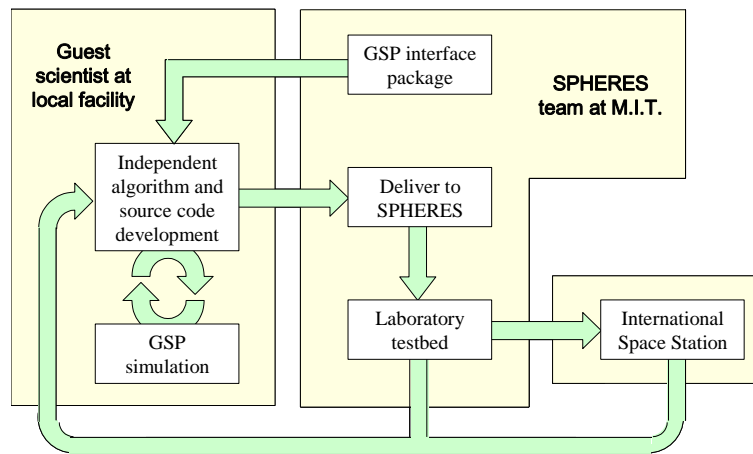 Guest
scientist at
local facility
GSP interface
package
SPHERES
team at M.I.T.
Independent
algorithm and
source code
development
Deliver to
SPHERES
GSP
simulation
Laboratory
testbed
International
Space Station